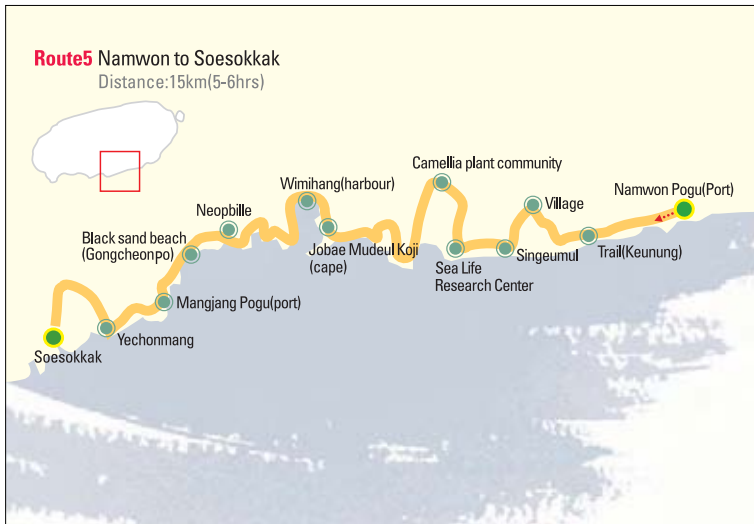 Route5 Namwon to Soesokkak
Distance:15km(5-6hrs)
Camellia plant community
Wimihang(harbour)
Namwon Pogu(Port)
Neopbille
Village
Black sand beach
(Gongcheonpo)
Jobae Mudeul Koji
(cape)
Sea Life
Research Center
Singeumul
Trail(Keunung)
Mangjang Pogu(port)
Yechonmang
Soesokkak